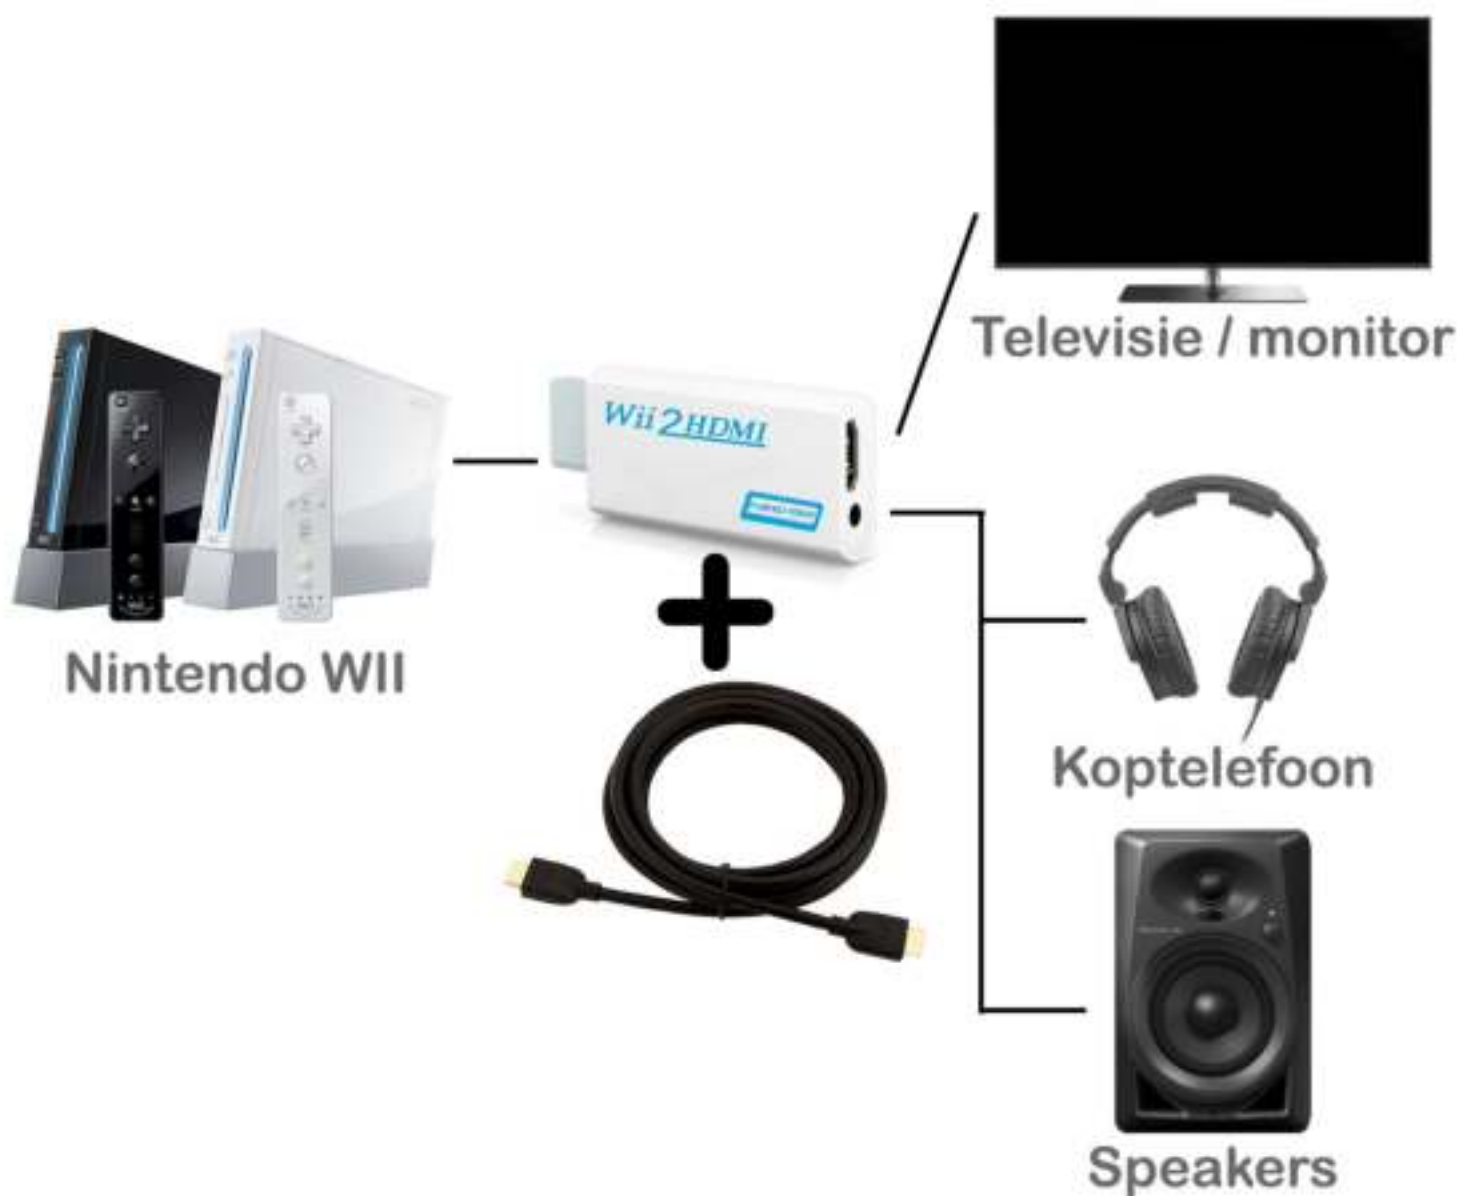 Televisie / monitor
Wii 2 HDMI
Nintendo WII
Koptelefoon
Speakers